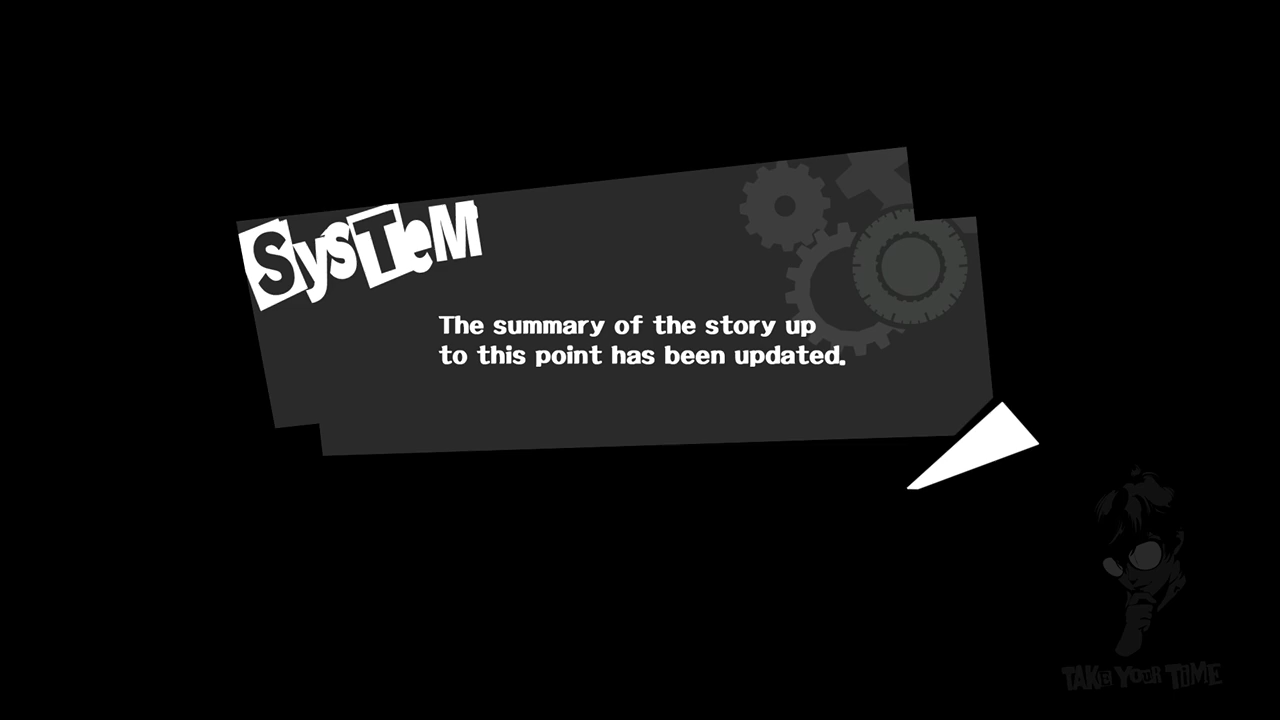 SysTeM
The summary of the story up
to this point has been updated.
TAKE YOUR TIME